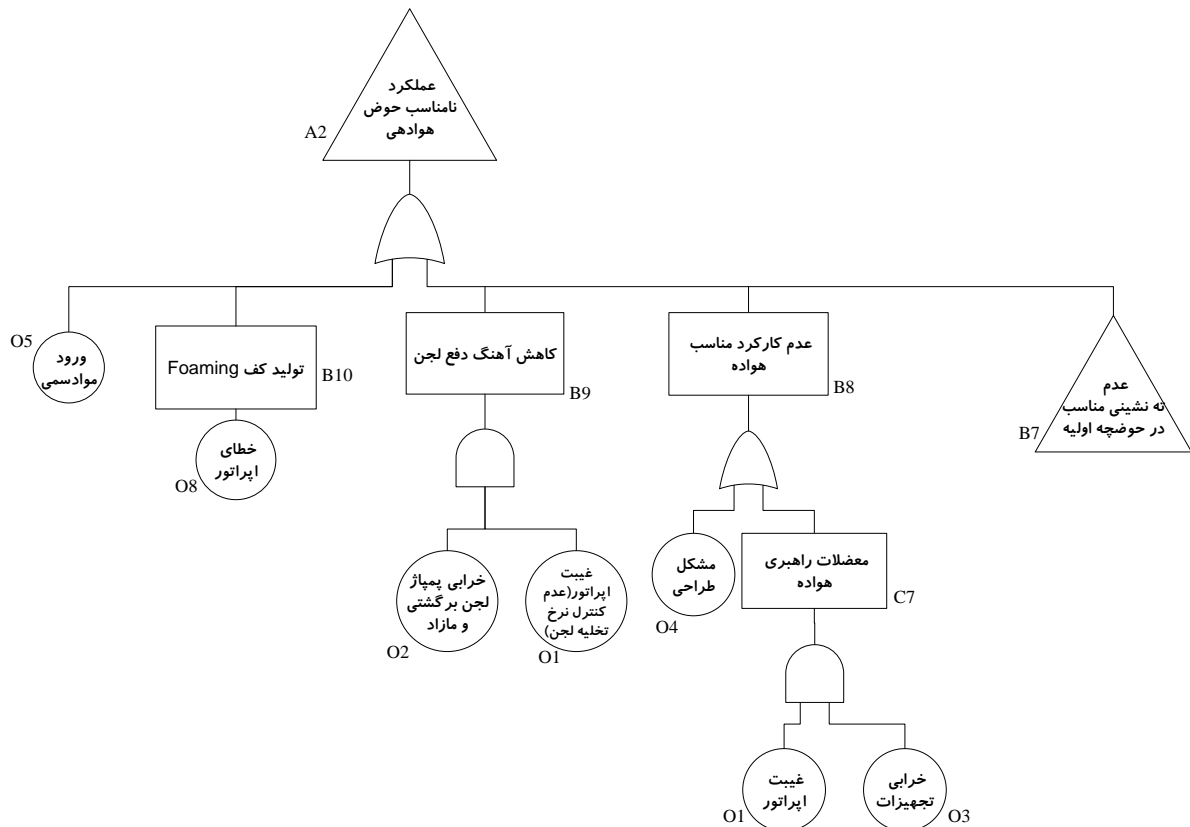 عملکرد
نامناسب حوض
هوادهی
A2
O5
ورود
موادسمی
تولید کف Foaming
B10
خطای
اپراتور
O8
کاهش آهنگ دفع لجن
B9
خرابی پمپاژ
لجن برگشتی
و مازاد
O2
غیبت
اپراتور(عدم
کنترل نرخ
تخلیه لجن)
O1
عدم کارکرد مناسب
هواده
B8
مشکل
طراحی
O4
معضلات راهبری
هواده
C7
غیبت
اپراتور
O1
خرابی
تجهیزات
O3
عدم
ته نشینی مناسب
در حوضچه اولیه
B7